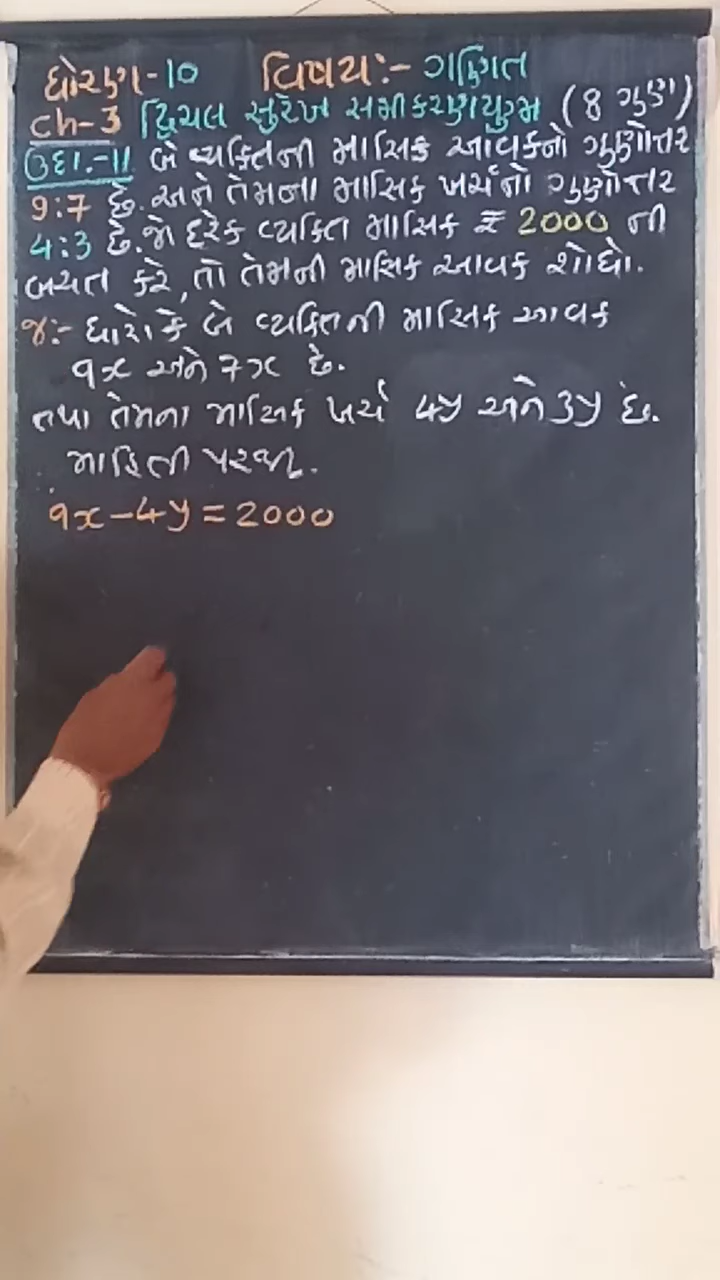 ધોરણ-10 વિષય:- ગણિત
Ch-3 દ્વિચલ સુરેખ સમીકરણયુગ્મ (8 ગુણ)
ઉદા.-11 બે વ્યક્તિની માસિક આવકનો ગુણોત્તર
9:7 છે. અને તેમના માસિક ખર્ચનો ગુણોત્તર
4:3 છે. જો દરેક વ્યક્તિ માસિક ₹ 2000 ની
બચત કરે, તો તેમની માસિક આવક શોધો.
જ:- ધારો કે બે વ્યક્તિની માસિક આવક
9x અને 7x છે.
તથા તેમના માસિક ખર્ચ 4y અને 3y છે.
માહિતી પરથી.
9x-4y=2000